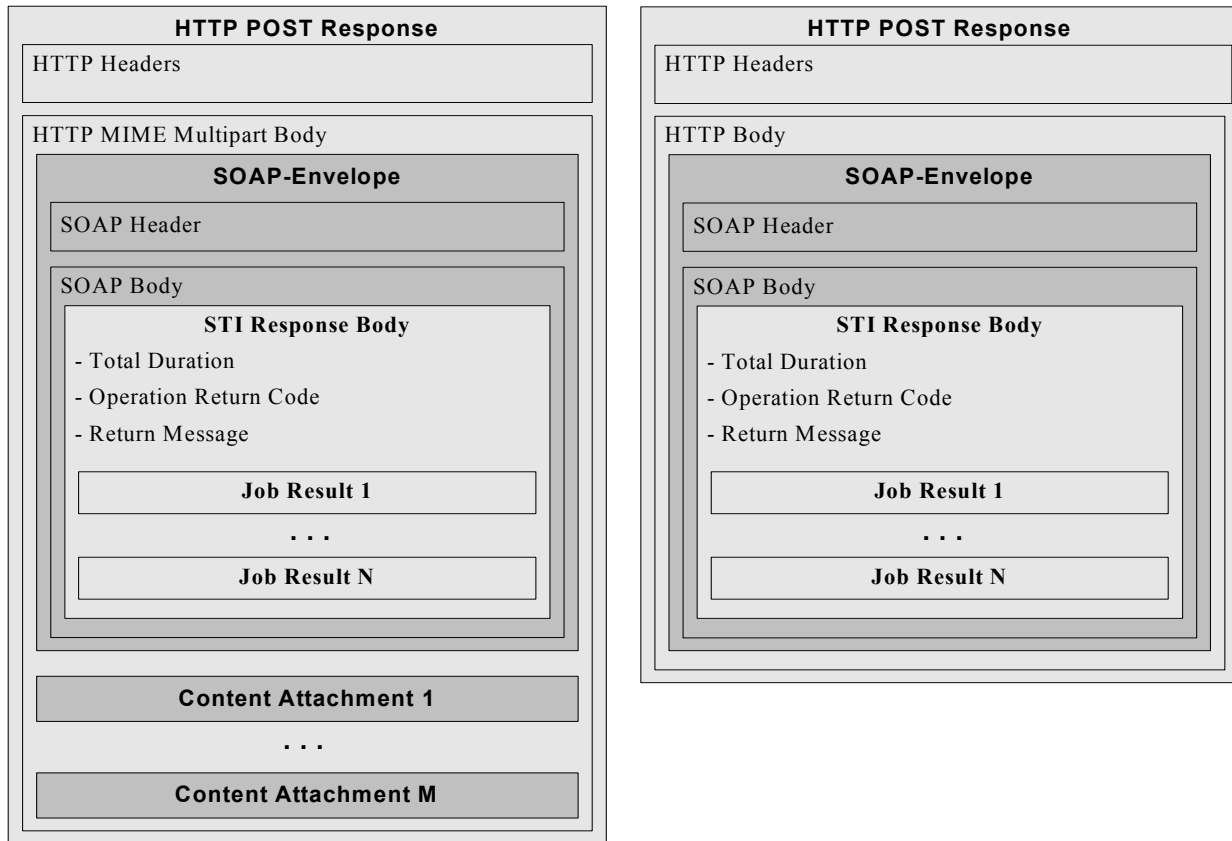 HTTP POST Response
HTTP Headers
HTTP MIME Multipart Body
SOAP-Envelope
SOAP Header
SOAP Body
STI Response Body
- Total Duration
- Operation Return Code
- Return Message
Job Result 1
. . .
Job Result N
Content Attachment 1
. . .
Content Attachment M
HTTP POST Response
HTTP Headers
HTTP Body
SOAP-Envelope
SOAP Header
SOAP Body
STI Response Body
- Total Duration
- Operation Return Code
- Return Message
Job Result 1
. . .
Job Result N